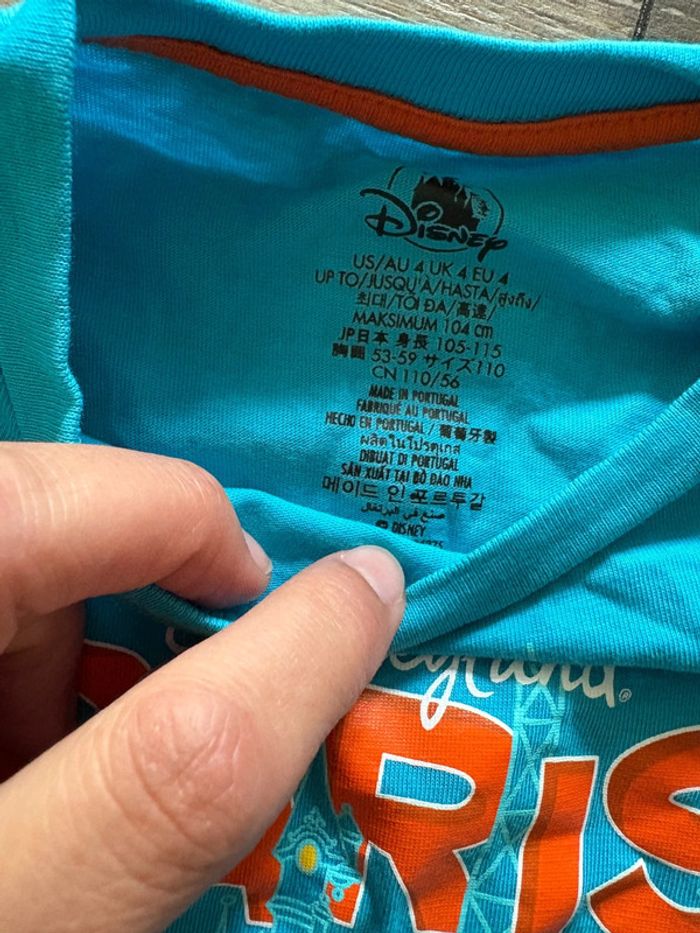 Disney
US/AU 4 UK 4 EU 4
UP TO/JUSQU'À/HASTA/สูงถึง/
최대/TỐI ĐA/高達/
MAKSIMUM 104 cm
JP日本 身長 105-115
胸囲 53-59 サイズ110
CN 110/56
MADE IN PORTUGAL
FABRIQUÉ AU PORTUGAL
HECHO EN PORTUGAL / 葡萄牙製
ผลิตในโปรตุเกส
DIBUAT DI PORTUGAL
SẢN XUẤT TẠI BỒ ĐÀO NHA
메이드 인 포르투갈
صنع في البرتغال
© DISNEY
ARIS